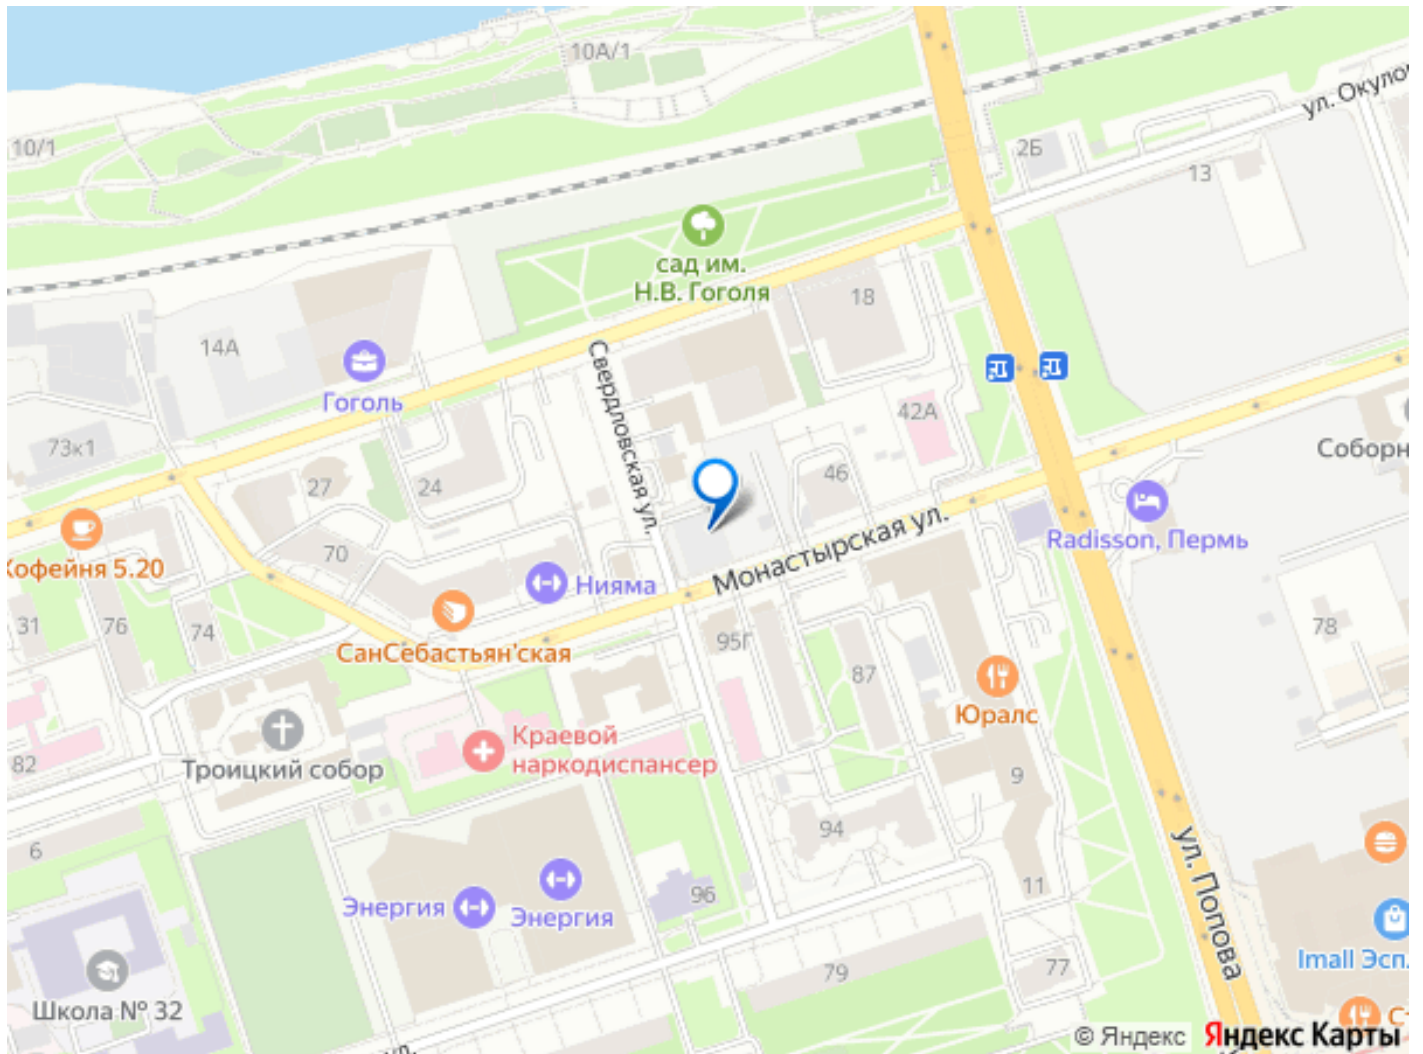 10А/1
10/1
ул. Окуло
2Б
13
сад им.
Н.В. Гоголя
18
14А
Гоголь
Свердловская ул.
42А
73к1
Соборн
27
24
46
Кофейня 5.20
70
Монастырская ул.
Radisson, Пермь
Нияма
31
76
74
СанСебастьян'ская
95Г
87
78
Юралс
82
Троицкий собор
Краевой
наркодиспансер
9
6
94
ул. Попова
Энергия
Энергия
96
11
Imall Эсп.
79
77
Школа № 32
ул.
© Яндекс
Яндекс Карты